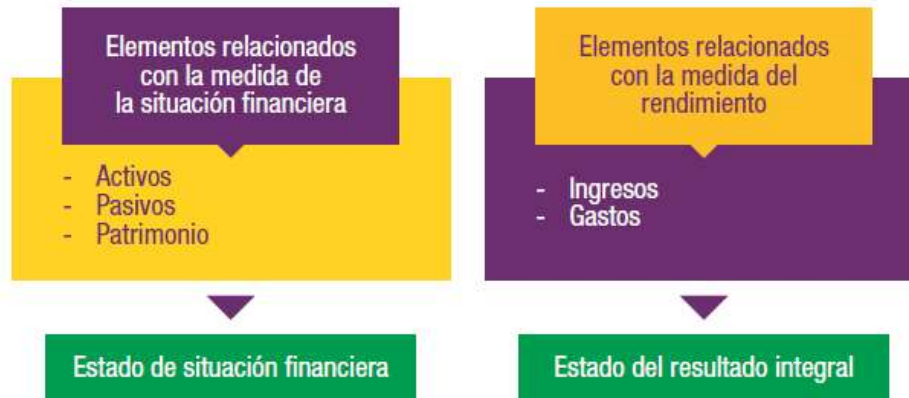 Elementos relacionados
con la medida de
la situación financiera
- Activos
- Pasivos
- Patrimonio
Estado de situación financiera
Elementos relacionados
con la medida del
rendimiento
- Ingresos
- Gastos
Estado del resultado integral